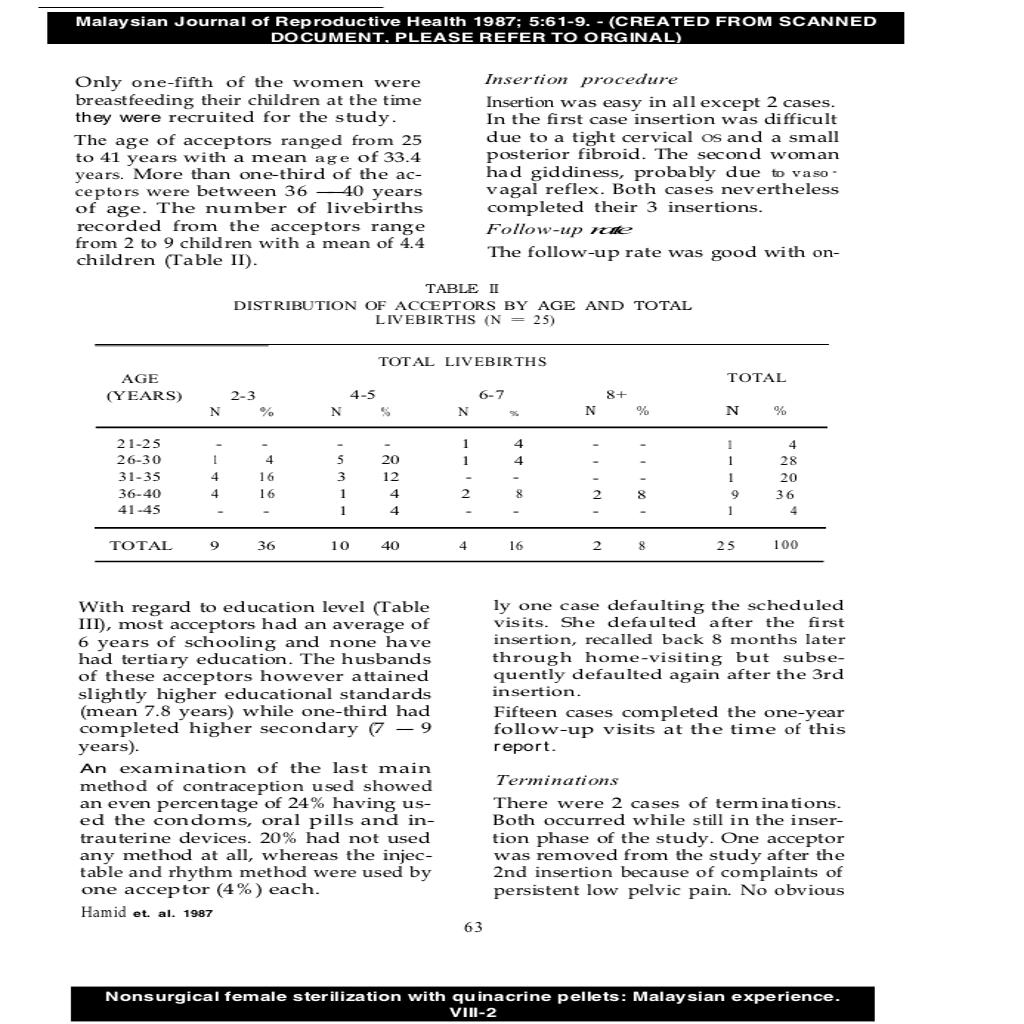 Malaysian Journal of Reproductive Health 1987; 5:61-9. - (CREATED FROM SCANNED
DOCUMENT, PLEASE REFER TO ORGINAL)
Only one-fifth of the women were
breastfeeding their children at the time
they were recruited for the study.
The age of acceptors ranged from 25
to 41 years with a mean age of 33.4
years. More than one-third of the ac-
ceptors were between 36 —40 years
of age. The number of livebirths
recorded from the acceptors range
from 2 to 9 children with a mean of 4.4
children (Table II).
Insertion procedure
Insertion was easy in all except 2 cases.
In the first case insertion was difficult
due to a tight cervical OS and a small
posterior fibroid. The second woman
had giddiness, probably due to vaso-
vagal reflex. Both cases nevertheless
completed their 3 insertions.
Follow-up rate
The follow-up rate was good with on-
TABLE II
DISTRIBUTION OF ACCEPTORS BY AGE AND TOTAL
LIVEBIRTHS (N = 25)
TOTAL LIVEBIRTHS
AGE TOTAL
(YEARS) 2-3 4-5 6-7 8+
N % N % N % N % N %
21-25 - - - - 1 4 - - 1 4
26-30 1 4 5 20 1 4 - - 1 28
31-35 4 16 3 12 - - - - 1 20
36-40 4 16 1 4 2 8 2 8 9 36
41-45 - - 1 4 - - - - 1 4
TOTAL 9 36 10 40 4 16 2 8 25 100
With regard to education level (Table
III), most acceptors had an average of
6 years of schooling and none have
had tertiary education. The husbands
of these acceptors however attained
slightly higher educational standards
(mean 7.8 years) while one-third had
completed higher secondary (7 — 9
years).
An examination of the last main
method of contraception used showed
an even percentage of 24% having us-
ed the condoms, oral pills and in-
trauterine devices. 20% had not used
any method at all, whereas the injec-
table and rhythm method were used by
one acceptor (4%) each.
Hamid et. al. 1987
ly one case defaulting the scheduled
visits. She defaulted after the first
insertion, recalled back 8 months later
through home-visiting but subse-
quently defaulted again after the 3rd
insertion.
Fifteen cases completed the one-year
follow-up visits at the time of this
report.
Terminations
There were 2 cases of terminations.
Both occurred while still in the inser-
tion phase of the study. One acceptor
was removed from the study after the
2nd insertion because of complaints of
persistent low pelvic pain. No obvious
63
Nonsurgical female sterilization with quinacrine pellets: Malaysian experience.
VIII-2